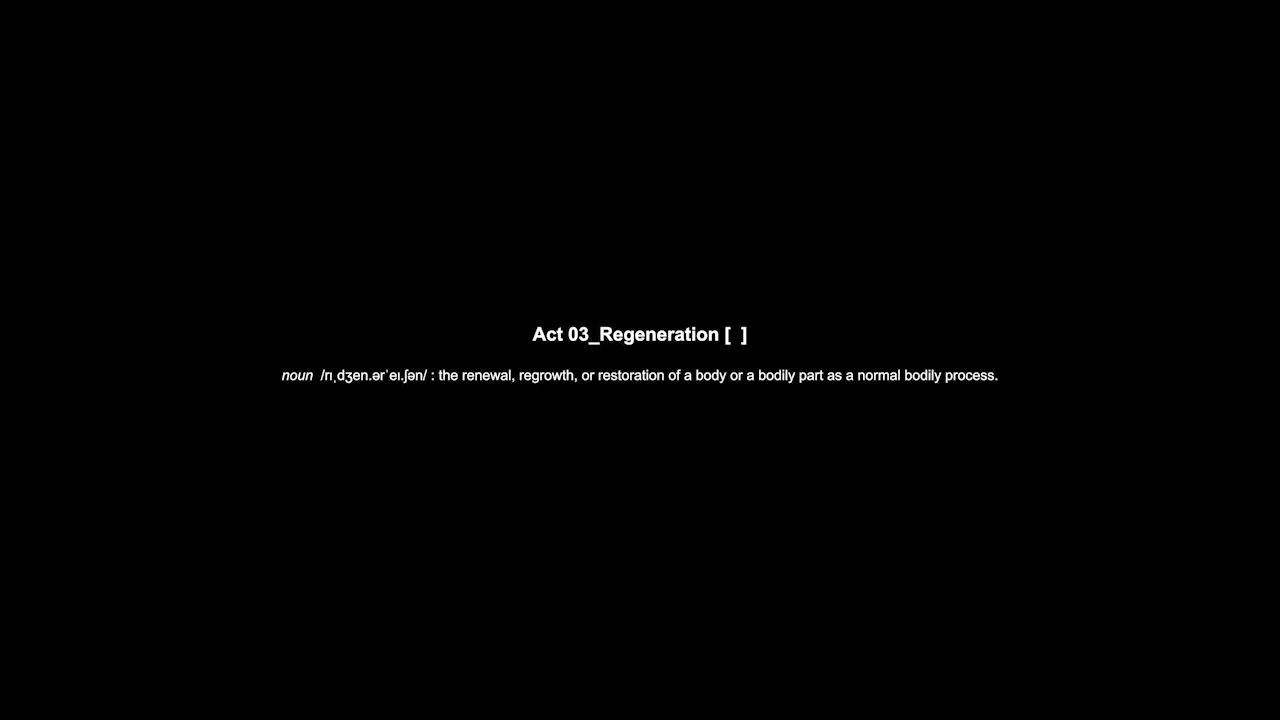 Act 03_Regeneration [  ]
noun  /rɪˌdʒen.ərˈeɪ.ʃən/ : the renewal, regrowth, or restoration of a body or a bodily part as a normal bodily process.